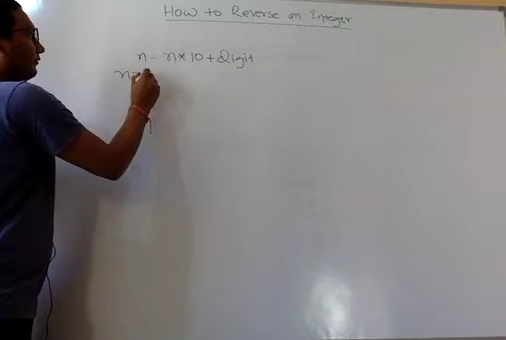 How to Reverse an Integer
n = n * 10 + Digit
n =